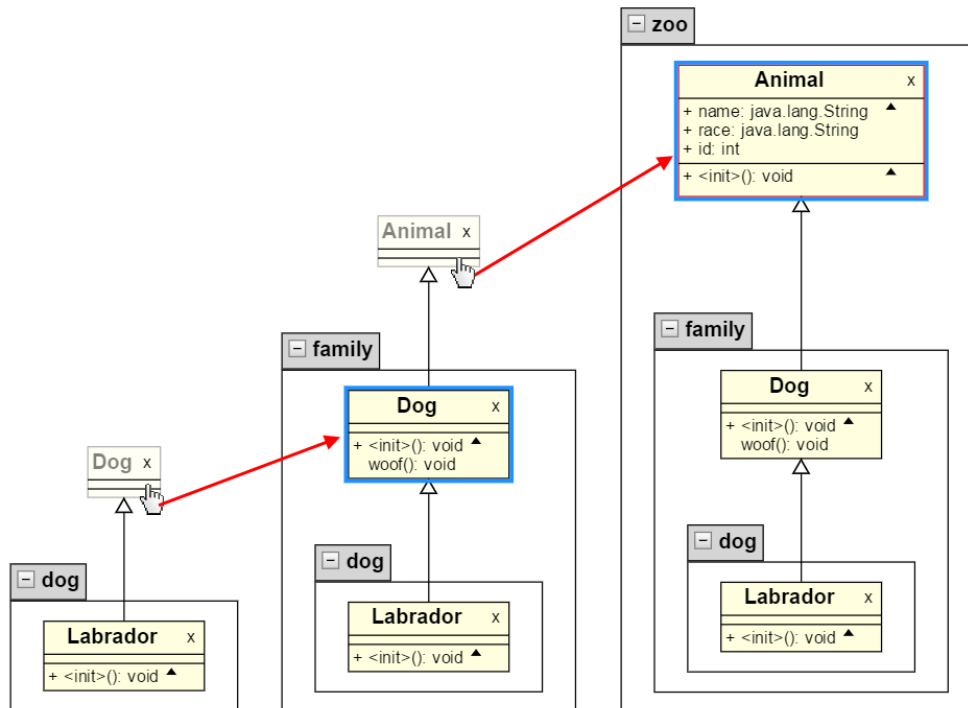 zoo
Animal x
+ name: java.lang.String
+ race: java.lang.String
+ id: int
+ <init>(): void
family
Dog x
+ <init>(): void
woof(): void
dog
Labrador x
+ <init>(): void
Animal x
family
Dog x
+ <init>(): void
woof(): void
dog
Labrador x
+ <init>(): void
Dog x
dog
Labrador x
+ <init>(): void